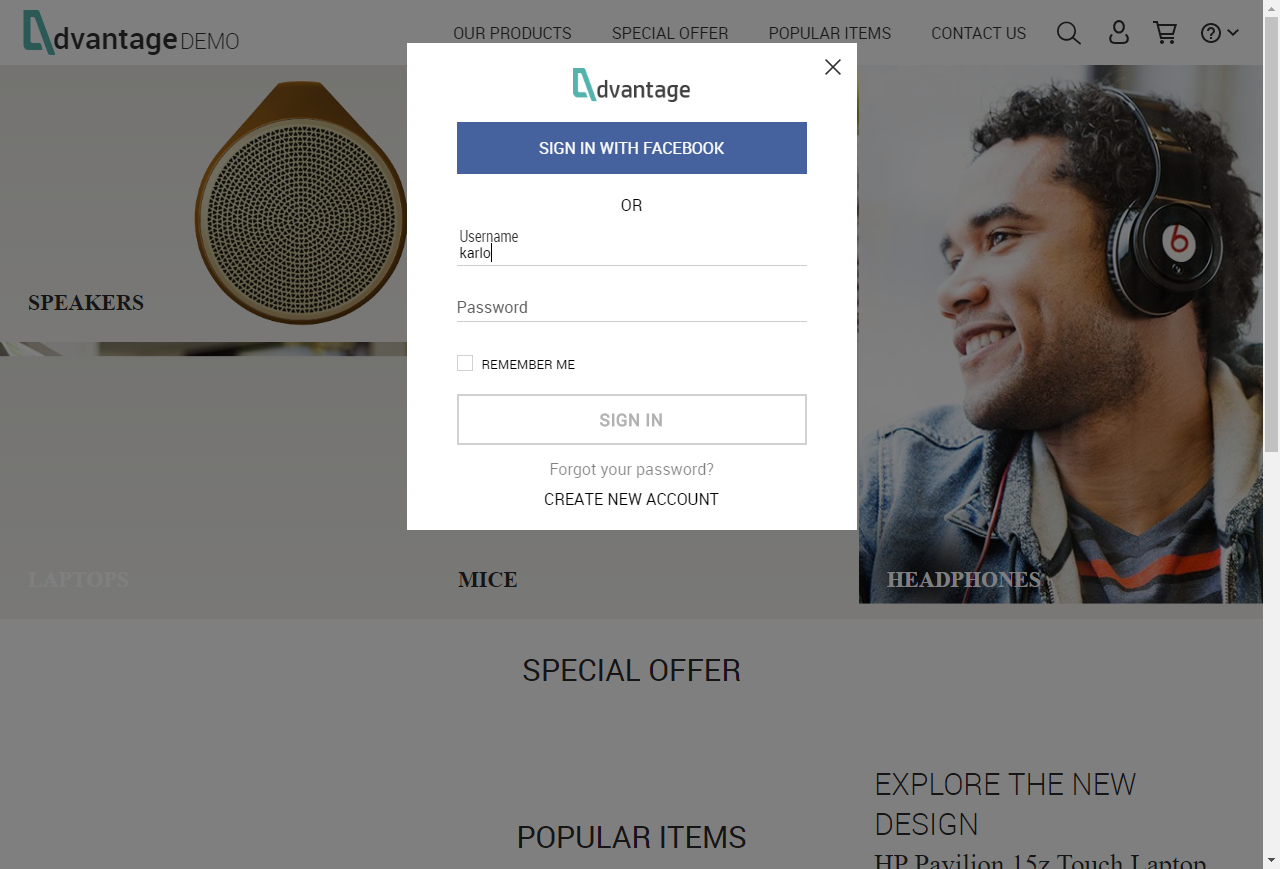 dvantage DEMO
OUR PRODUCTS
SPECIAL OFFER
POPULAR ITEMS
CONTACT US
dvantage
SIGN IN WITH FACEBOOK
OR
Username
karlo
Password
REMEMBER ME
SIGN IN
Forgot your password?
CREATE NEW ACCOUNT
SPEAKERS
LAPTOPS
MICE
HEADPHONES
SPECIAL OFFER
EXPLORE THE NEW
DESIGN
HP Pavilion 15z Touch Laptop
POPULAR ITEMS